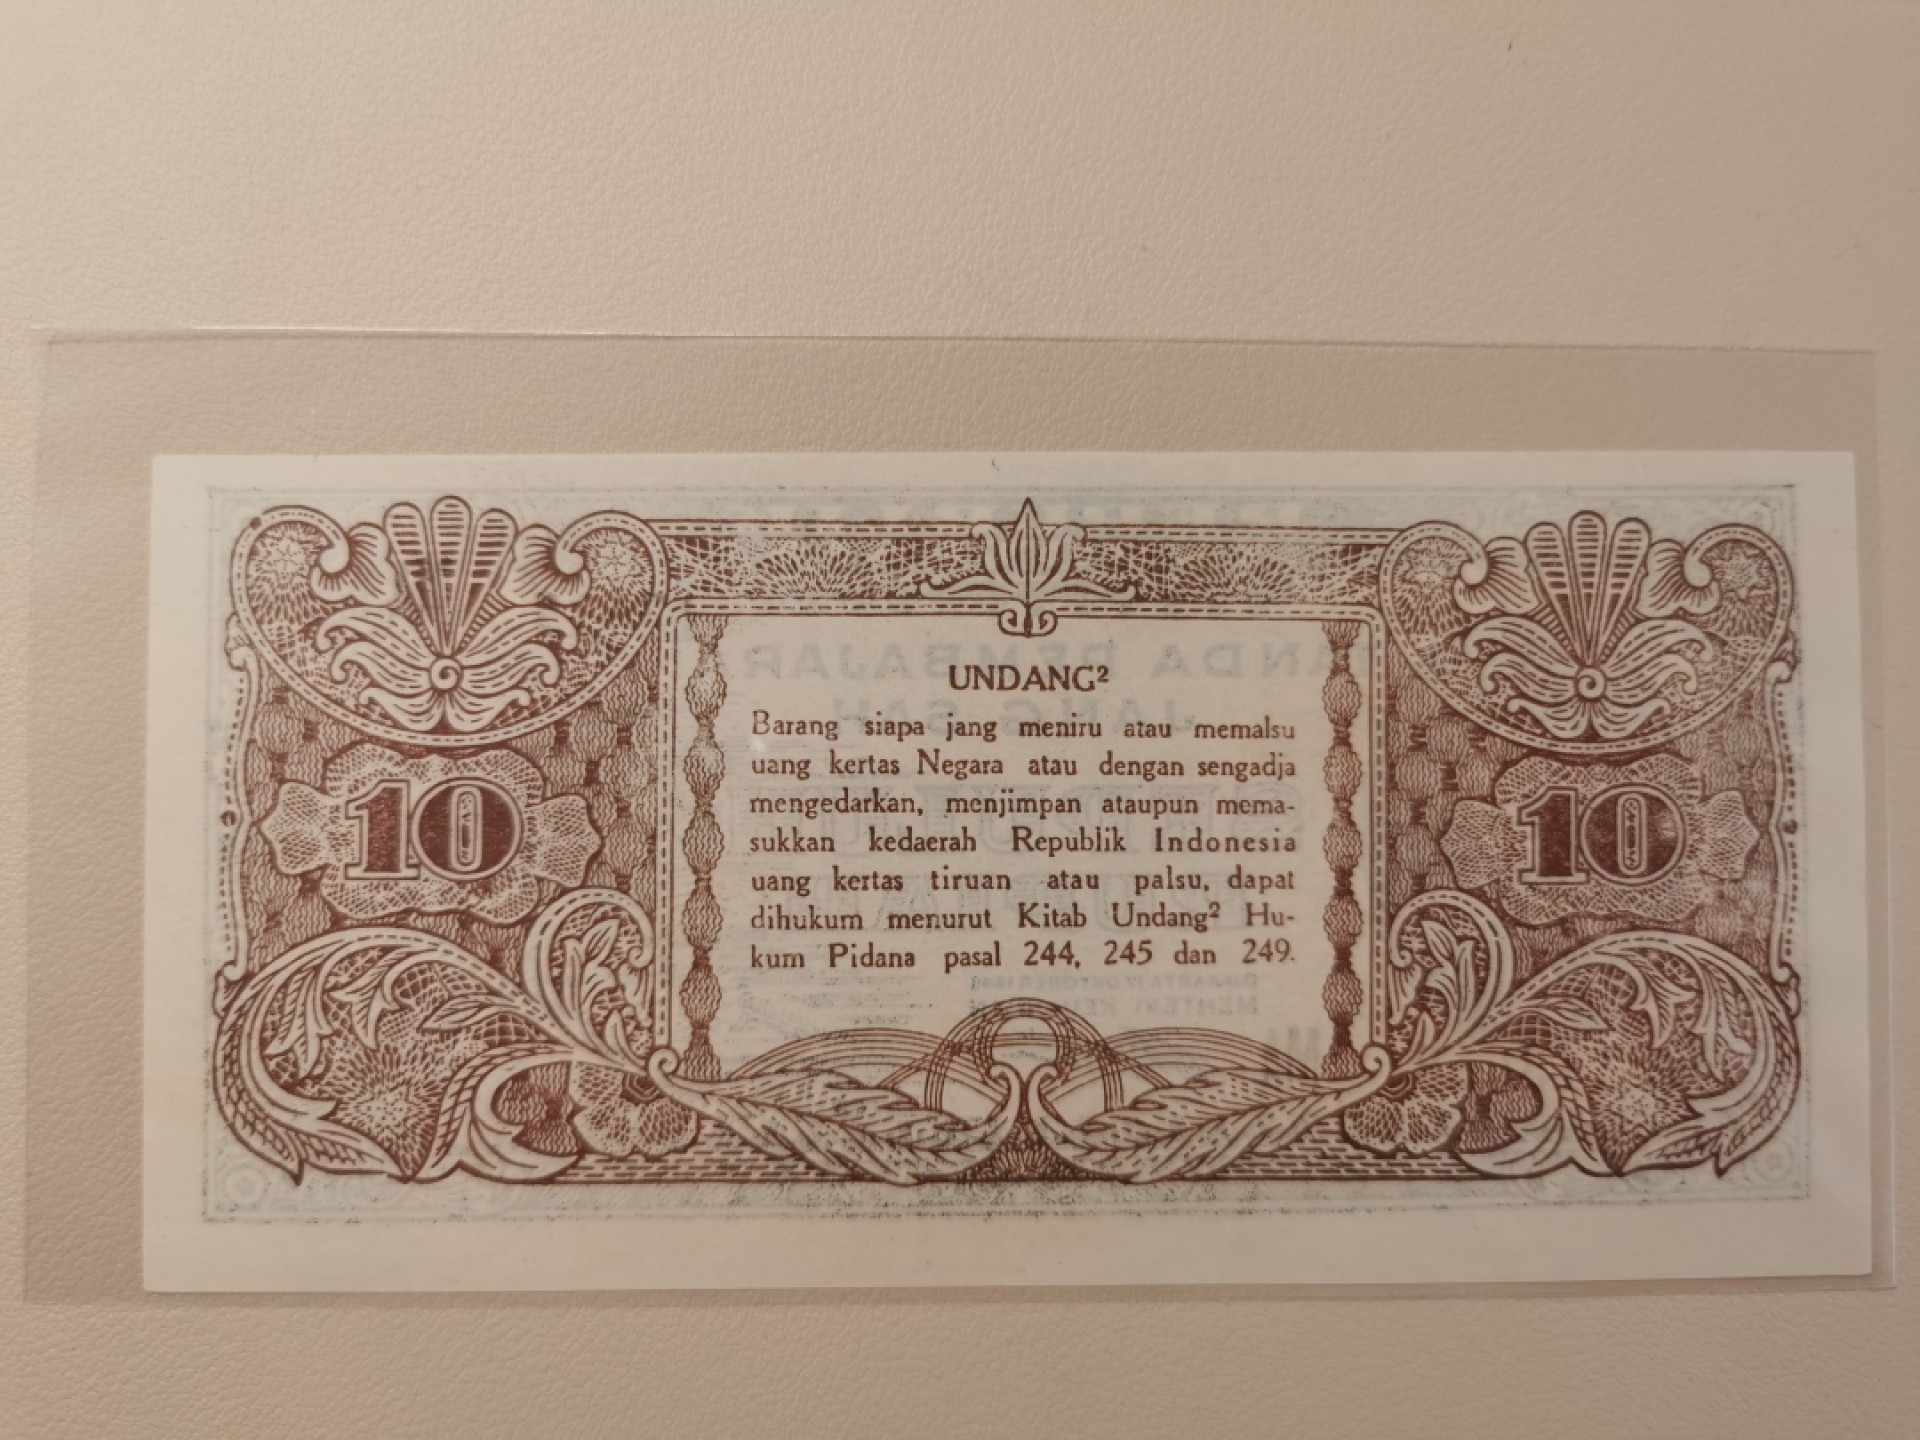 UNDANG²
Barang siapa jang meniru atau memalsu
uang kertas Negara atau dengan sengadja
mengedarkan, menjimpan ataupun mema-
sukkan kedaerah Republik Indonesia
uang kertas tiruan atau palsu, dapat
dihukum menurut Kitab Undang² Hu-
kum Pidana pasal 244, 245 dan 249.
10
10